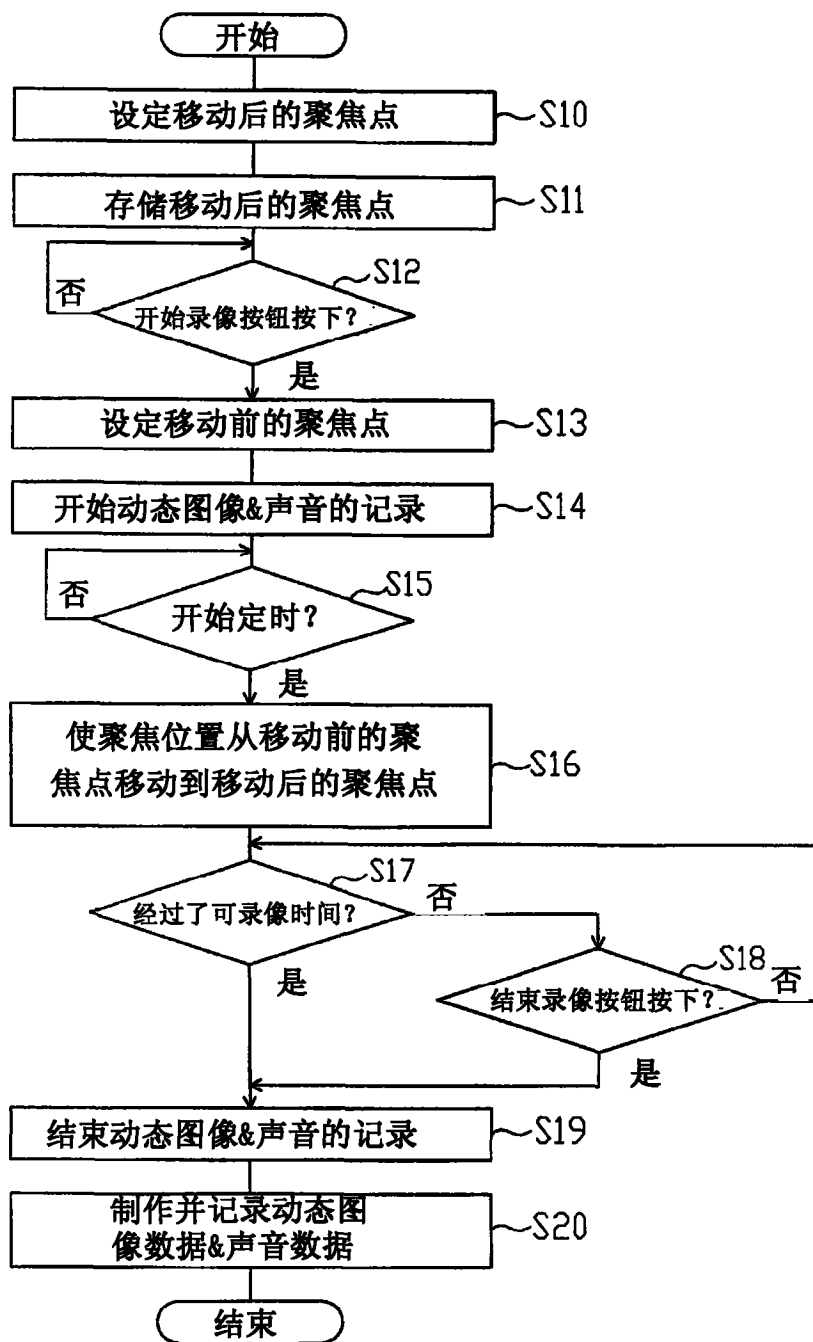 开始
设定移动后的聚焦点
S10
存储移动后的聚焦点
S11
S12
否
开始录像按钮按下?
是
设定移动前的聚焦点
S13
开始动态图像&声音的记录
S14
S15
否
开始定时?
是
使聚焦位置从移动前的聚
焦点移动到移动后的聚焦点
S16
S17
经过了可录像时间?
否
是
S18
结束录像按钮按下?
否
是
结束动态图像&声音的记录
S19
制作并记录动态图
像数据&声音数据
S20
结束